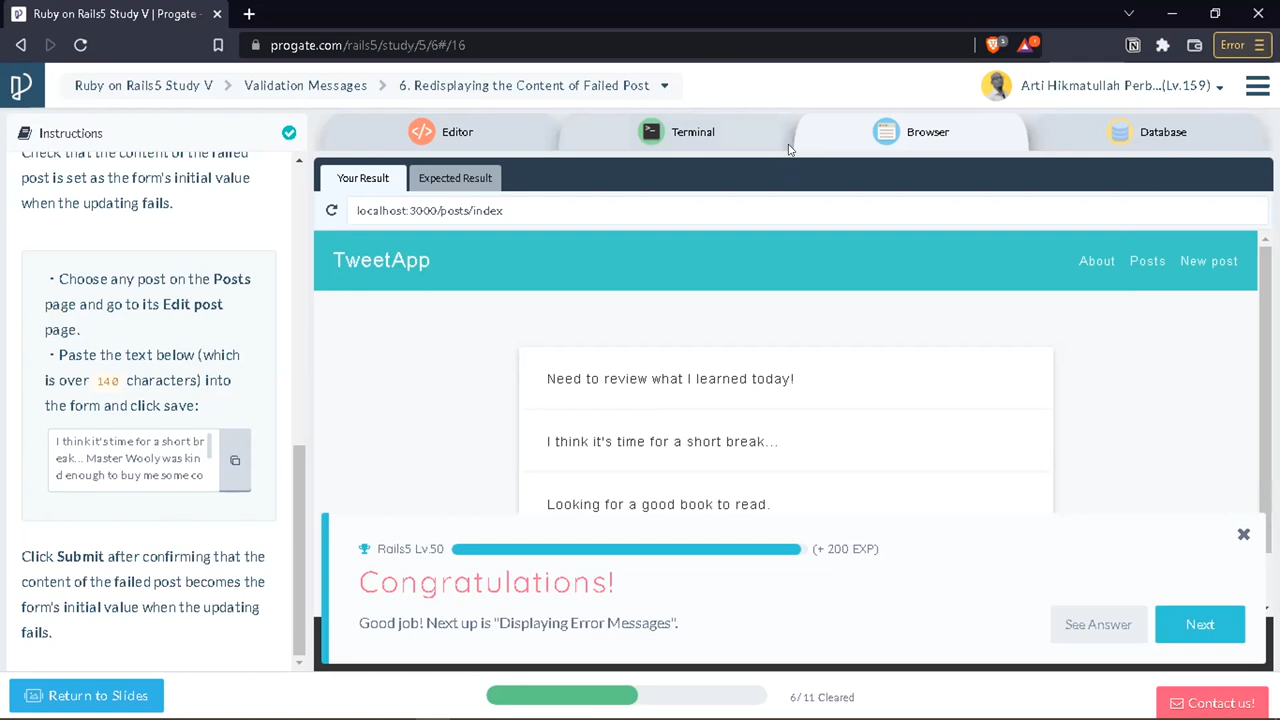 Ruby on Rails5 Study V | Progate -
progate.com/rails5/study/5/6#/16
1
Error
Ruby on Rails5 Study V
Validation Messages
6. Redisplaying the Content of Failed Post
Arti Hikmatullah Perb...(Lv.159)
Instructions
Editor
Terminal
Browser
Database
Check that the content of the failed
post is set as the form's initial value
when the updating fails.
・Choose any post on the Posts
page and go to its Edit post
page.
・Paste the text below (which
is over 140 characters) into
the form and click save:
I think it's time for a short br
eak... Master Wooly was kin
d enough to buy me some co
Click Submit after confirming that the
content of the failed post becomes the
form's initial value when the updating
fails.
Your Result
Expected Result
localhost:3000/posts/index
TweetApp
About
Posts
New post
Need to review what I learned today!
I think it's time for a short break...
Looking for a good book to read.
Rails5 Lv.50
(+ 200 EXP)
Congratulations!
Good job! Next up is "Displaying Error Messages".
See Answer
Next
Return to Slides
6/11 Cleared
Contact us!